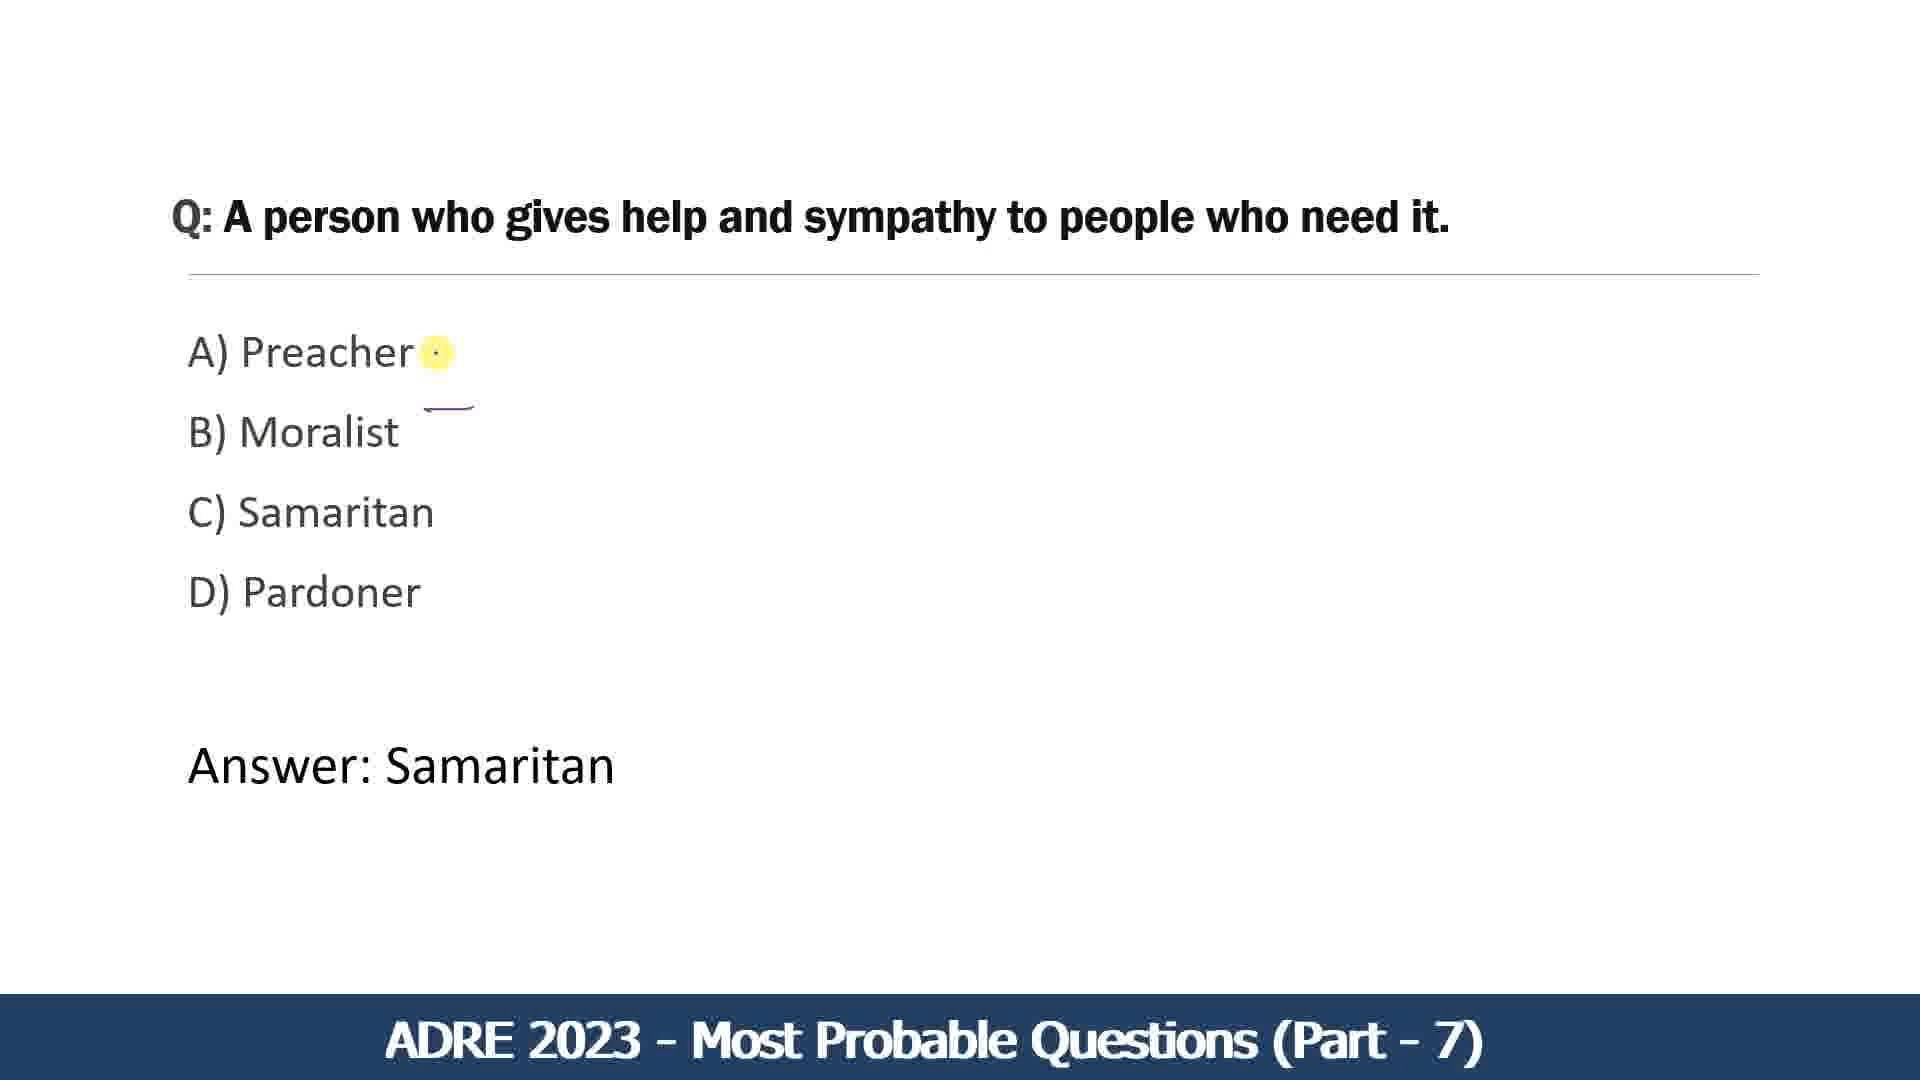 Q: A person who gives help and sympathy to people who need it.
A) Preacher
B) Moralist
C) Samaritan
D) Pardoner
Answer: Samaritan
ADRE 2023 – Most Probable Questions (Part – 7)